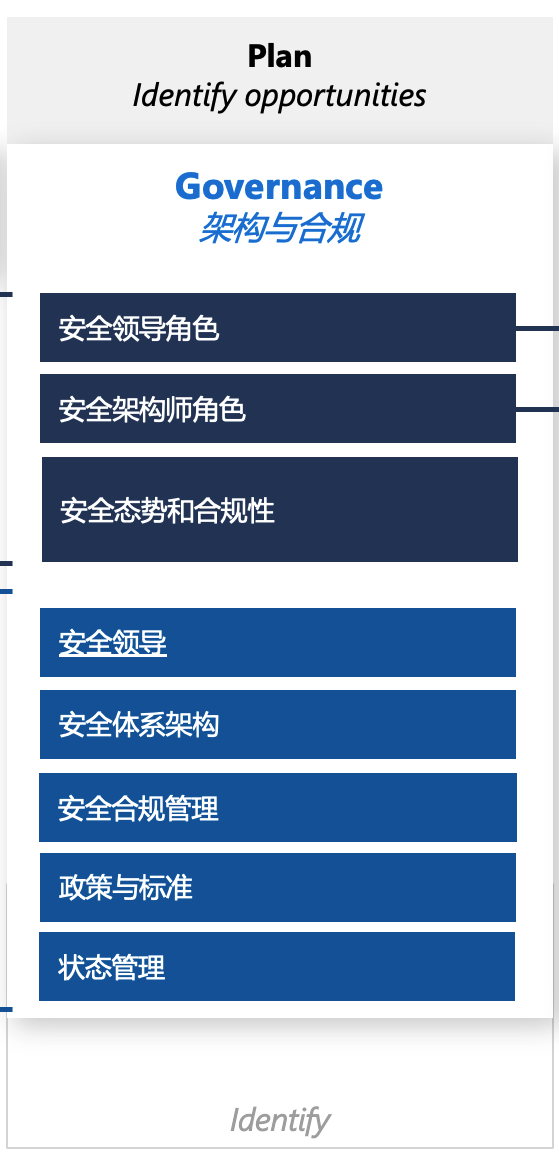 Plan
Identify opportunities
Governance
架构与合规
安全领导角色
安全架构师角色
安全态势和合规性
安全领导
安全体系架构
安全合规管理
政策与标准
状态管理
Identify